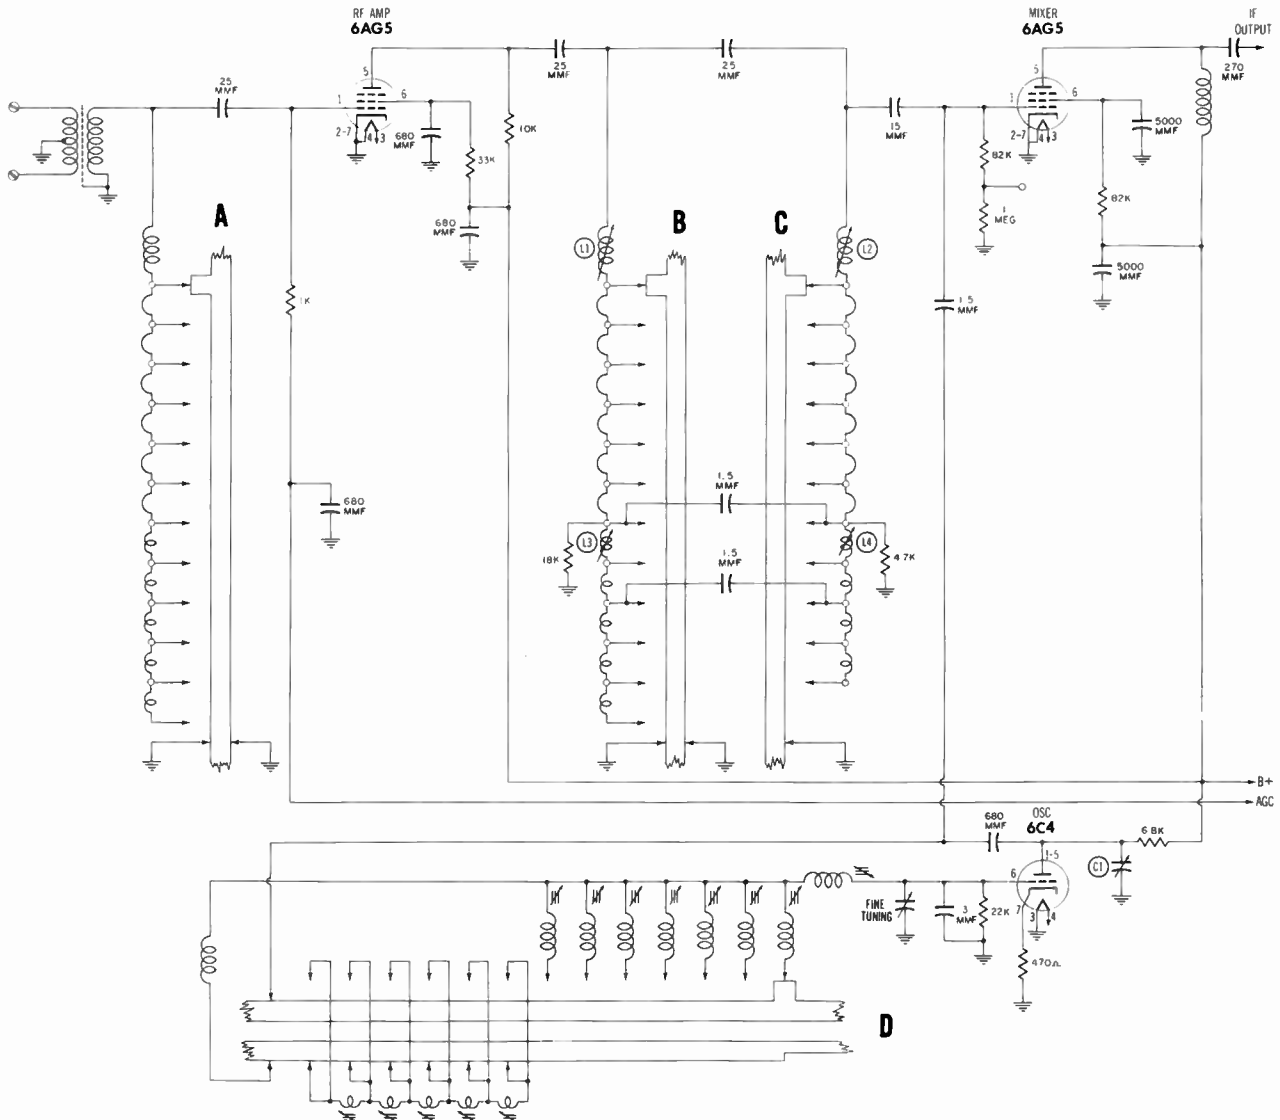 RF AMP
6AG5
MIXER
6AG5
IF
OUTPUT
25
MMF
25
MMF
25
MMF
270
MMF
5
1
6
2-7
4
3
680
MMF
10K
33K
680
MMF
15
MMF
5
1
6
2-7
4
3
5000
MMF
82K
82K
1
MEG
5000
MMF
A
B
C
L1
L2
1K
1.5
MMF
680
MMF
1.5
MMF
18K
L3
L4
4.7K
1.5
MMF
B+
AGC
680
MMF
OSC
6C4
1-5
6
7
3
4
C1
6.8K
FINE
TUNING
3
MMF
22K
470Ω
D